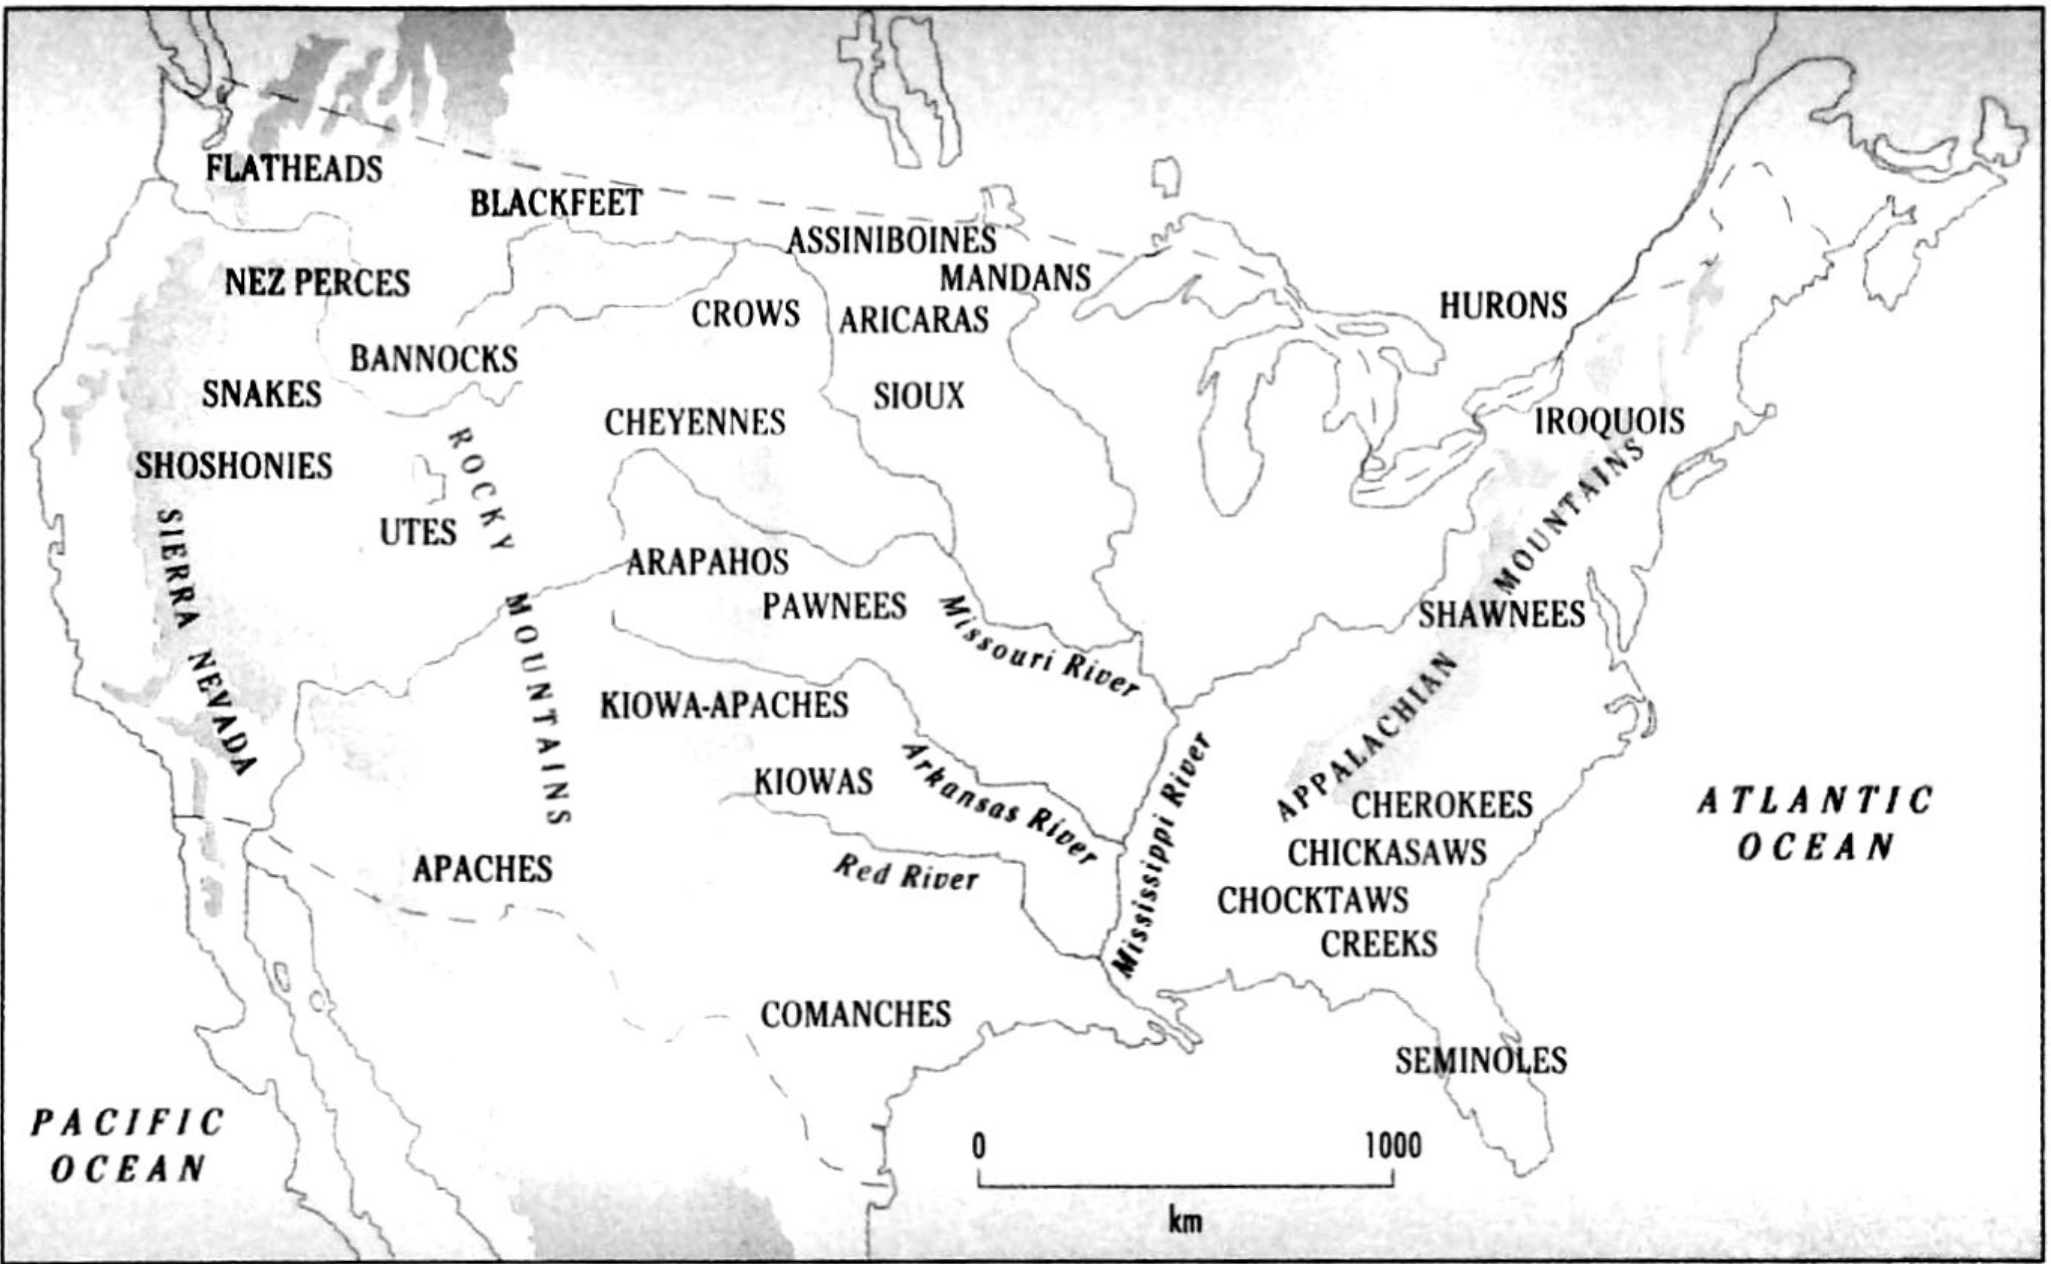 FLATHEADS
BLACKFEET
ASSINIBOINES
MANDANS
NEZ PERCES
HURONS
CROWS
ARICARAS
BANNOCKS
SNAKES
SIOUX
CHEYENNES
IROQUOIS
SHOSHONIES
UTES
ROCKY MOUNTAINS
SIERRA NEVADA
ARAPAHOS
PAWNEES
Missouri River
SHAWNEES
APPALACHIAN MOUNTAINS
KIOWA-APACHES
KIOWAS
Arkansas River
Mississippi River
Red River
APACHES
CHEROKEES
CHICKASAWS
CHOCKTAWS
CREEKS
ATLANTIC
OCEAN
COMANCHES
SEMINOLES
PACIFIC
OCEAN
0 1000
km